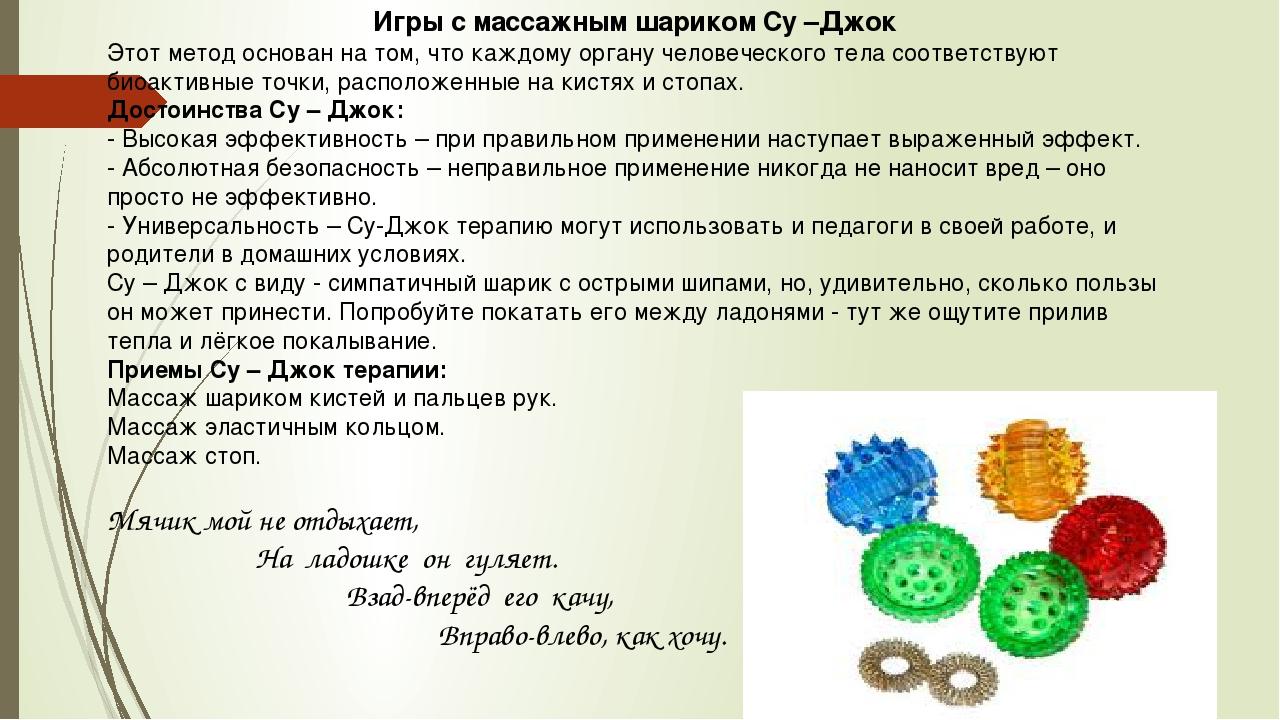 Игры с массажным шариком Су –Джок
Этот метод основан на том, что каждому органу человеческого тела соответствуют
биоактивные точки, расположенные на кистях и стопах.
Достоинства Су – Джок:
- Высокая эффективность – при правильном применении наступает выраженный эффект.
- Абсолютная безопасность – неправильное применение никогда не наносит вред – оно
просто не эффективно.
- Универсальность – Су-Джок терапию могут использовать и педагоги в своей работе, и
родители в домашних условиях.
Су – Джок с виду - симпатичный шарик с острыми шипами, но, удивительно, сколько пользы
он может принести. Попробуйте покатать его между ладонями - тут же ощутите прилив
тепла и лёгкое покалывание.
Приемы Су – Джок терапии:
Массаж шариком кистей и пальцев рук.
Массаж эластичным кольцом.
Массаж стоп.
Мячик мой не отдыхает,
На ладошке он гуляет.
Взад-вперёд его качу,
Вправо-влево, как хочу.